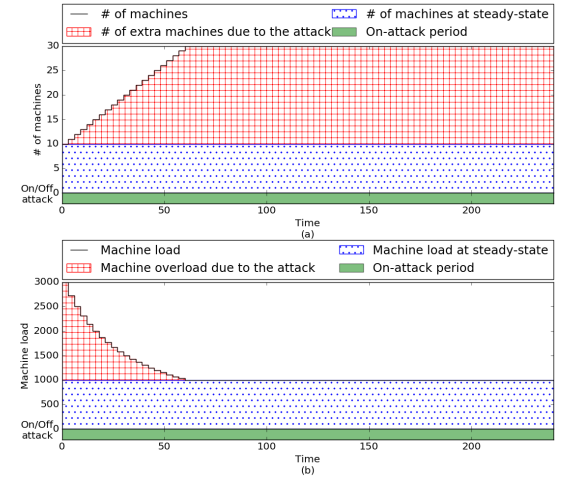 # of machines
# of machines at steady-state
# of extra machines due to the attack
On-attack period
30
25
20
15
10
5
0
# of machines
On/Off
attack
0 50 100 150 200
Time
(a)
Machine load
Machine load at steady-state
Machine overload due to the attack
On-attack period
3000
2500
2000
1500
1000
500
0
Machine load
On/Off
attack
0 50 100 150 200
Time
(b)